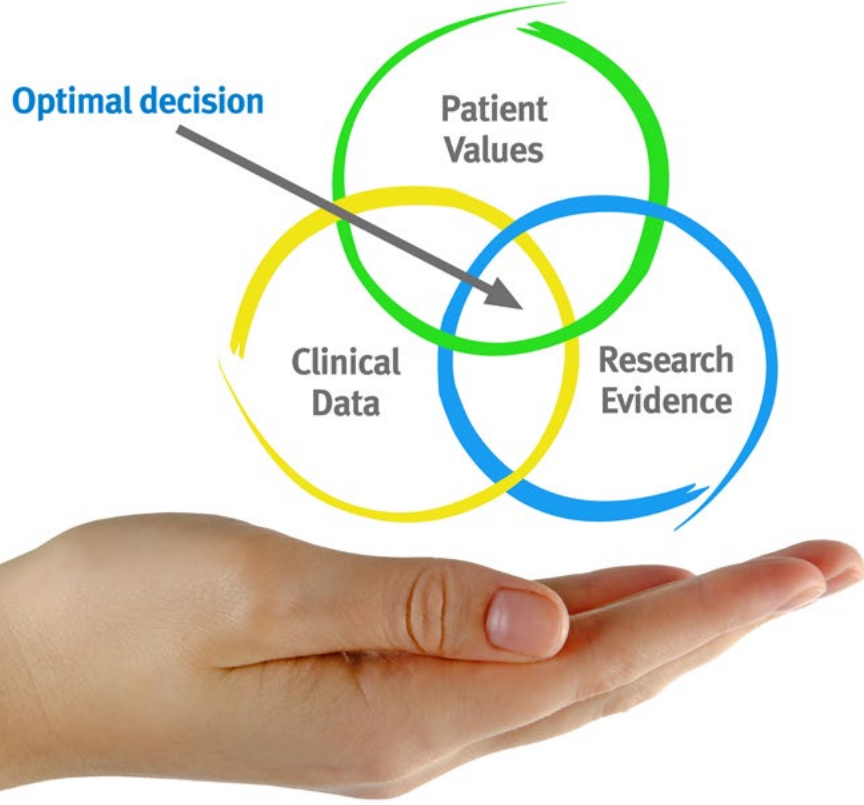 Optimal decision
Patient
Values
Clinical
Data
Research
Evidence